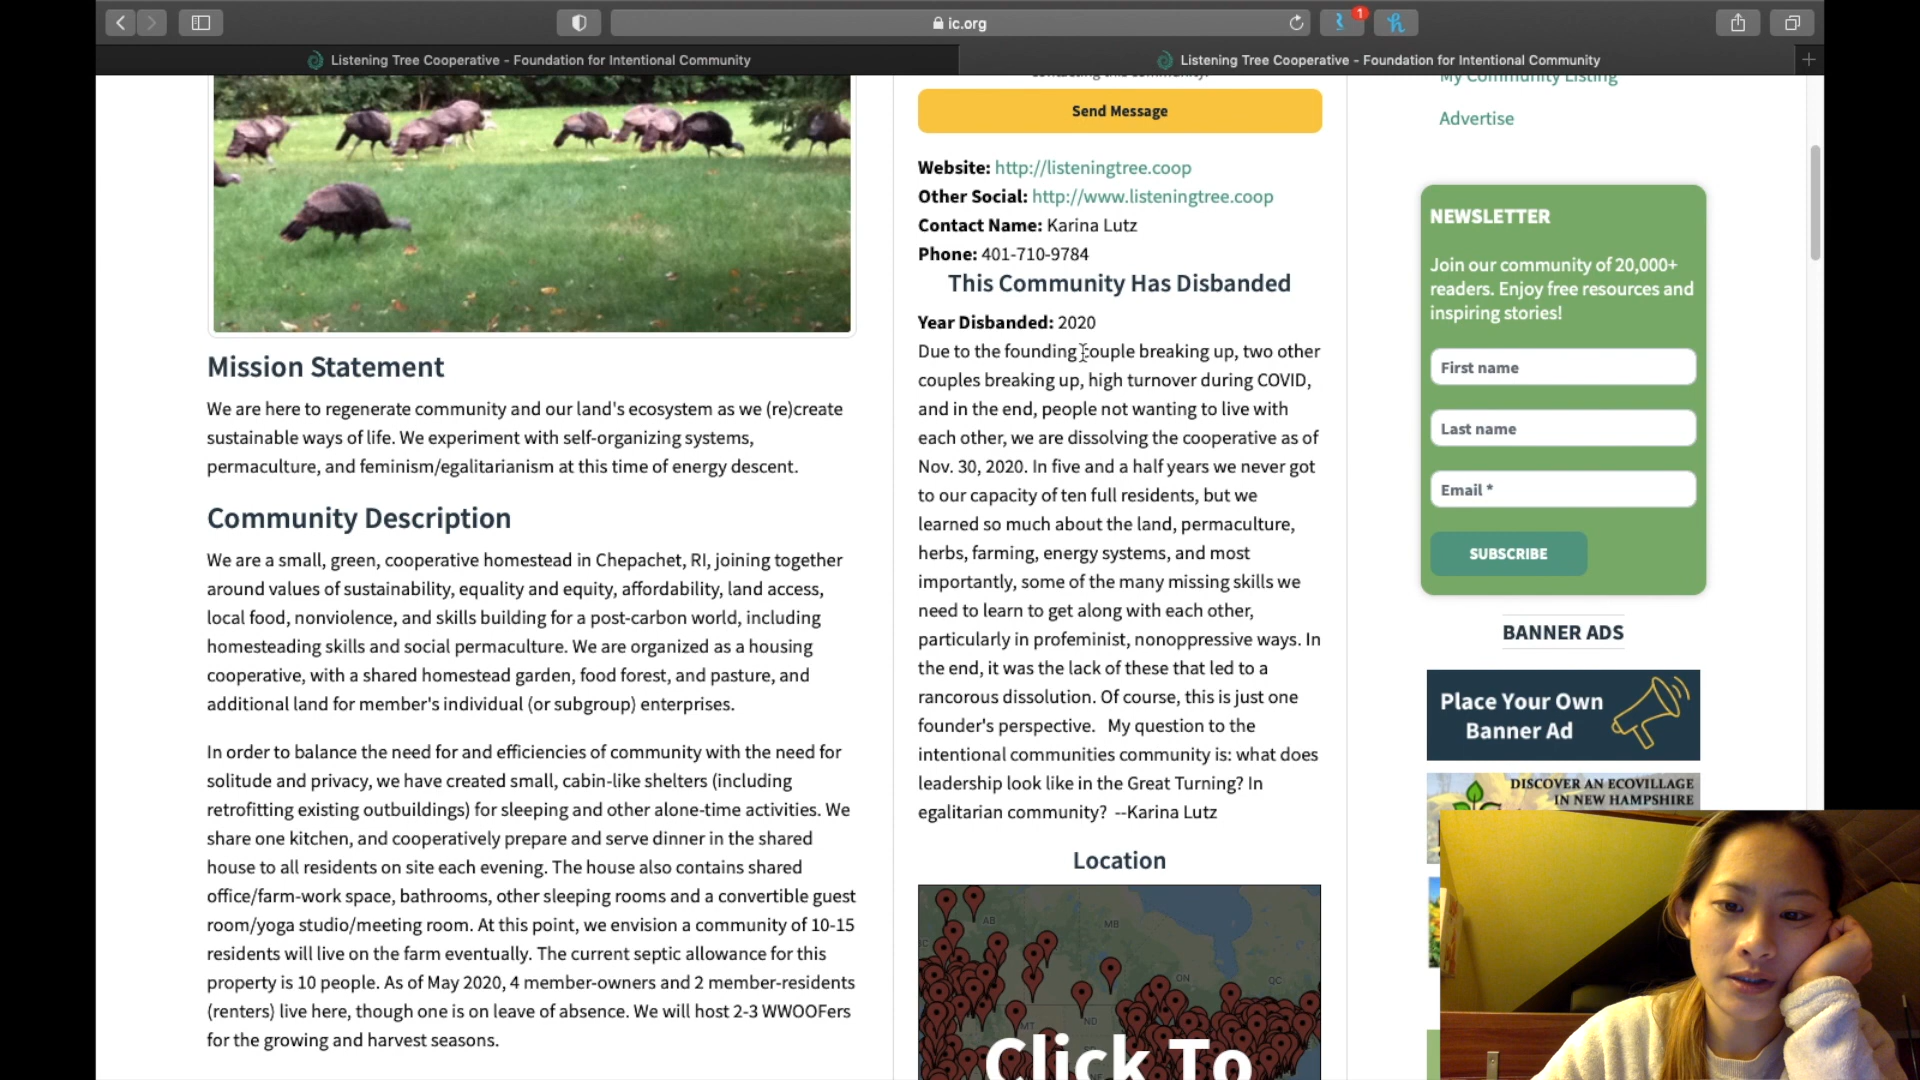 ic.org
1
Listening Tree Cooperative - Foundation for Intentional Community
Listening Tree Cooperative - Foundation for Intentional Community
Mission Statement
We are here to regenerate community and our land's ecosystem as we (re)create
sustainable ways of life. We experiment with self-organizing systems,
permaculture, and feminism/egalitarianism at this time of energy descent.
Community Description
We are a small, green, cooperative homestead in Chepachet, RI, joining together
around values of sustainability, equality and equity, affordability, land access,
local food, nonviolence, and skills building for a post-carbon world, including
homesteading skills and social permaculture. We are organized as a housing
cooperative, with a shared homestead garden, food forest, and pasture, and
additional land for member's individual (or subgroup) enterprises.
In order to balance the need for and efficiencies of community with the need for
solitude and privacy, we have created small, cabin-like shelters (including
retrofitting existing outbuildings) for sleeping and other alone-time activities. We
share one kitchen, and cooperatively prepare and serve dinner in the shared
house to all residents on site each evening. The house also contains shared
office/farm-work space, bathrooms, other sleeping rooms and a convertible guest
room/yoga studio/meeting room. At this point, we envision a community of 10-15
residents will live on the farm eventually. The current septic allowance for this
property is 10 people. As of May 2020, 4 member-owners and 2 member-residents
(renters) live here, though one is on leave of absence. We will host 2-3 WWOOFers
for the growing and harvest seasons.
contacting this community.
Send Message
Website: http://listeningtree.coop
Other Social: http://www.listeningtree.coop
Contact Name: Karina Lutz
Phone: 401-710-9784
This Community Has Disbanded
Year Disbanded: 2020
Due to the founding couple breaking up, two other
couples breaking up, high turnover during COVID,
and in the end, people not wanting to live with
each other, we are dissolving the cooperative as of
Nov. 30, 2020. In five and a half years we never got
to our capacity of ten full residents, but we
learned so much about the land, permaculture,
herbs, farming, energy systems, and most
importantly, some of the many missing skills we
need to learn to get along with each other,
particularly in profeminist, nonoppressive ways. In
the end, it was the lack of these that led to a
rancorous dissolution. Of course, this is just one
founder's perspective. My question to the
intentional communities community is: what does
leadership look like in the Great Turning? In
egalitarian community? --Karina Lutz
Location
AB
MB
ON
QC
MT
ND
Click To
My Community Listing
Advertise
NEWSLETTER
Join our community of 20,000+
readers. Enjoy free resources and
inspiring stories!
First name
Last name
Email *
SUBSCRIBE
BANNER ADS
Place Your Own
Banner Ad
DISCOVER AN ECOVILLAGE
IN NEW HAMPSHIRE